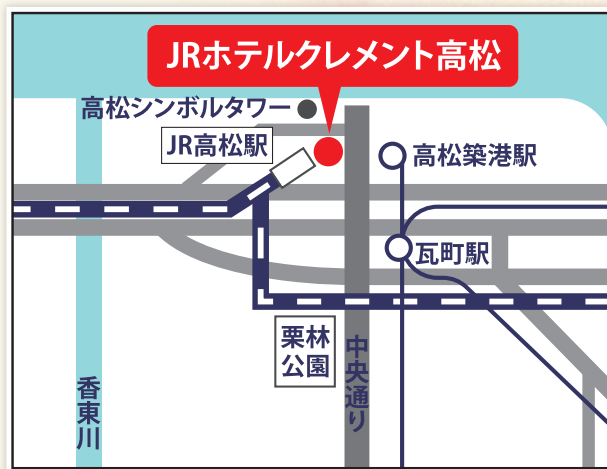 JRホテルクレメント高松
高松シンボルタワー
JR高松駅
高松築港駅
瓦町駅
栗林
公園
中央通り
香東川